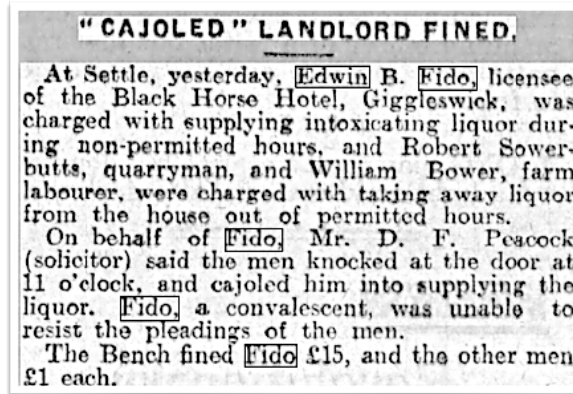 "CAJOLED" LANDLORD FINED.
At Settle, yesterday, Edwin B. Fido, licensee
of the Black Horse Hotel, Giggleswick, was
charged with supplying intoxicating liquor dur-
ing non-permitted hours, and Robert Sower-
butts, quarryman, and William Bower, farm
labourer, were charged with taking away liquor
from the house out of permitted hours.
On behalf of Fido, Mr. D. F. Peacock
(solicitor) said the men knocked at the door at
11 o'clock, and cajoled him into supplying the
liquor. Fido, a convalescent, was unable to
resist the pleadings of the men.
The Bench fined Fido £15, and the other men
£1 each.